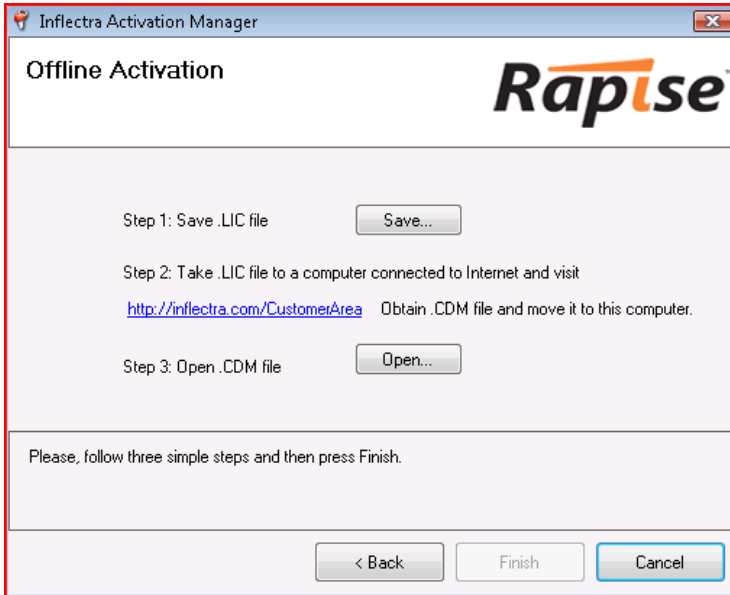 Inflectra Activation Manager
Offline Activation
Rapise
Step 1: Save .LIC file
Save...
Step 2: Take .LIC file to a computer connected to Internet and visit
http://inflectra.com/CustomerArea Obtain .CDM file and move it to this computer.
Step 3: Open .CDM file
Open...
Please, follow three simple steps and then press Finish.
< Back Finish Cancel